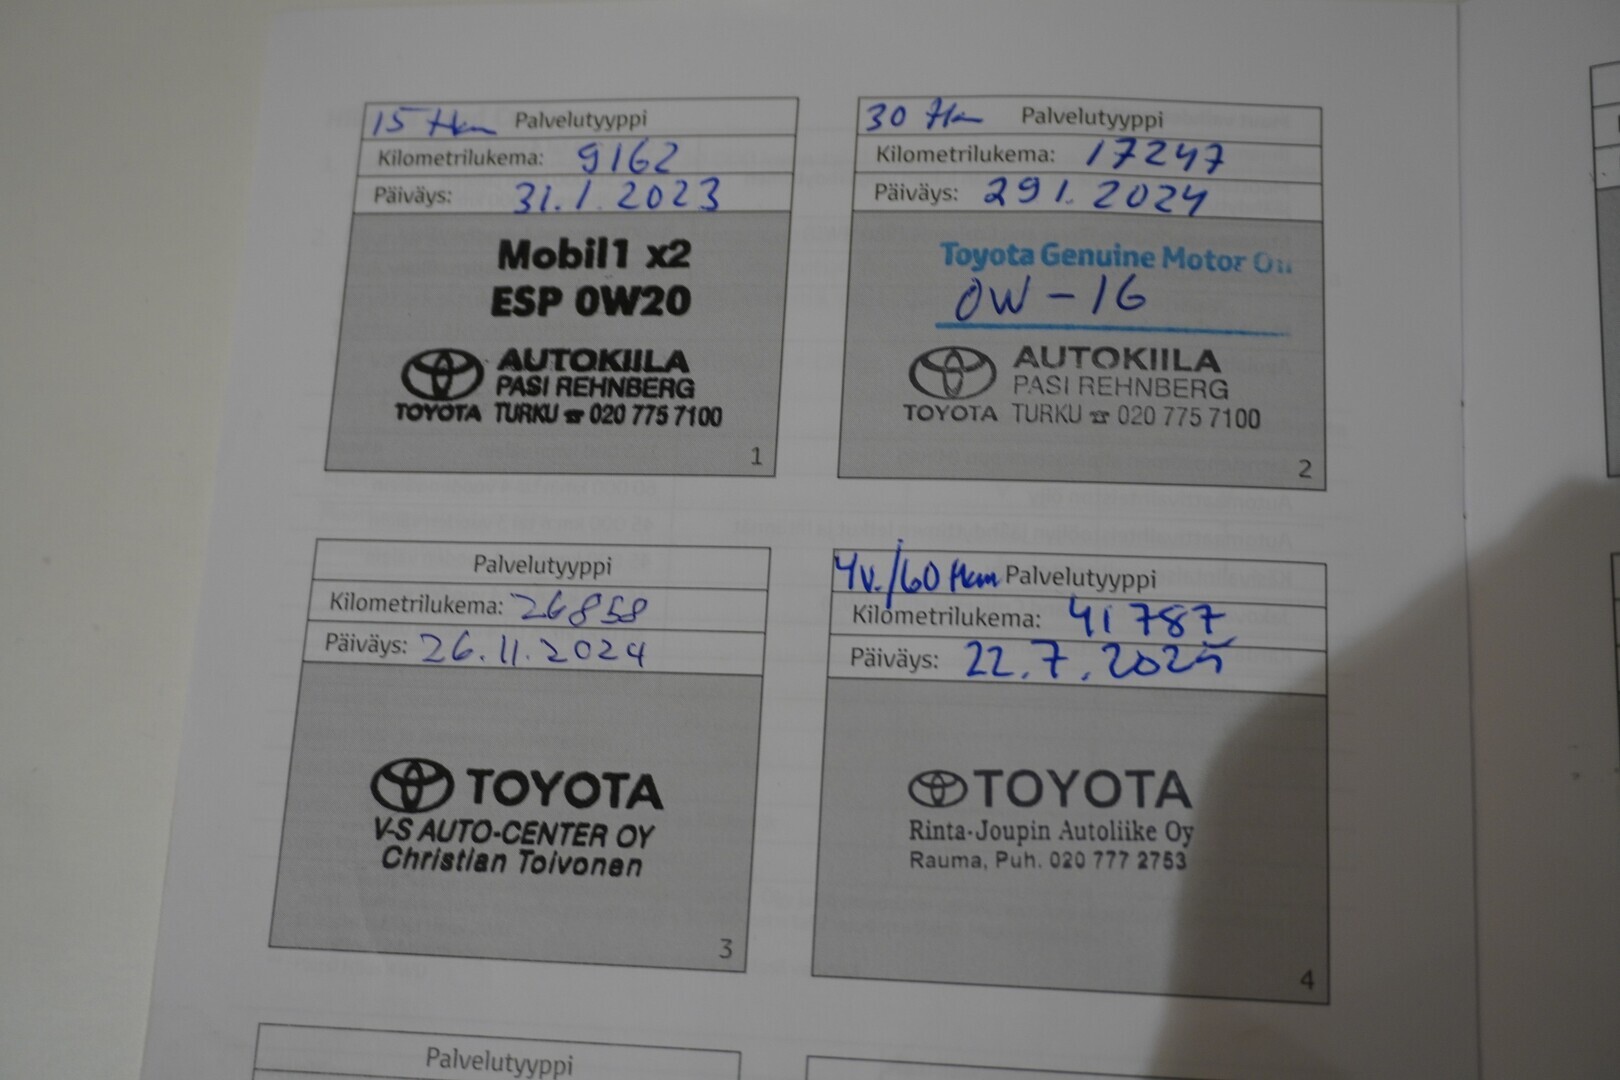 15 tkm Palvelutyyppi
Kilometrilukema: 9162
Päiväys: 31.1.2023
Mobil1 x2
ESP 0W20
AUTOKIILA
PASI REHNBERG
TOYOTA TURKU ☎ 020 775 7100
1
30 tkm Palvelutyyppi
Kilometrilukema: 17247
Päiväys: 29 1. 2024
Toyota Genuine Motor Oil
0W-16
AUTOKIILA
PASI REHNBERG
TOYOTA TURKU ☎ 020 775 7100
2
Palvelutyyppi
Kilometrilukema: 26858
Päiväys: 26.11.2024
TOYOTA
V-S AUTO-CENTER OY
Christian Toivonen
3
4v./60 tkm Palvelutyyppi
Kilometrilukema: 41787
Päiväys: 22.7.2025
TOYOTA
Rinta-Joupin Autoliike Oy
Rauma, Puh. 020 777 2753
4
Palvelutyyppi